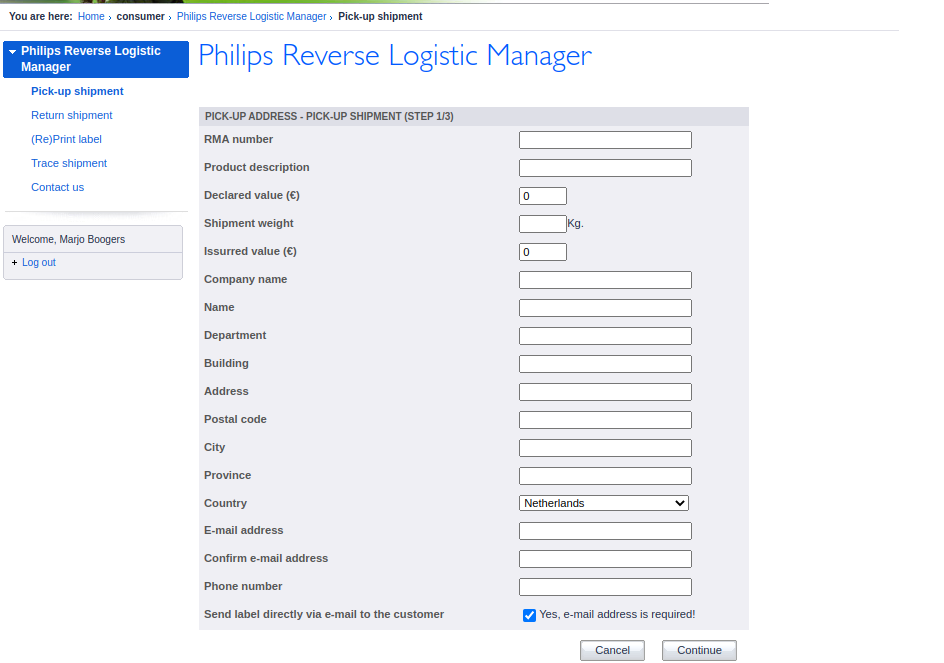 You are here: Home › consumer › Philips Reverse Logistic Manager › Pick-up shipment
Philips Reverse Logistic
Manager
Pick-up shipment
Return shipment
(Re)Print label
Trace shipment
Contact us
Welcome, Marjo Boogers
+ Log out
Philips Reverse Logistic Manager
PICK-UP ADDRESS - PICK-UP SHIPMENT (STEP 1/3)
RMA number
Product description
Declared value (€) 0
Shipment weight Kg.
Issurred value (€) 0
Company name
Name
Department
Building
Address
Postal code
City
Province
Country Netherlands
E-mail address
Confirm e-mail address
Phone number
Send label directly via e-mail to the customer Yes, e-mail address is required!
Cancel Continue